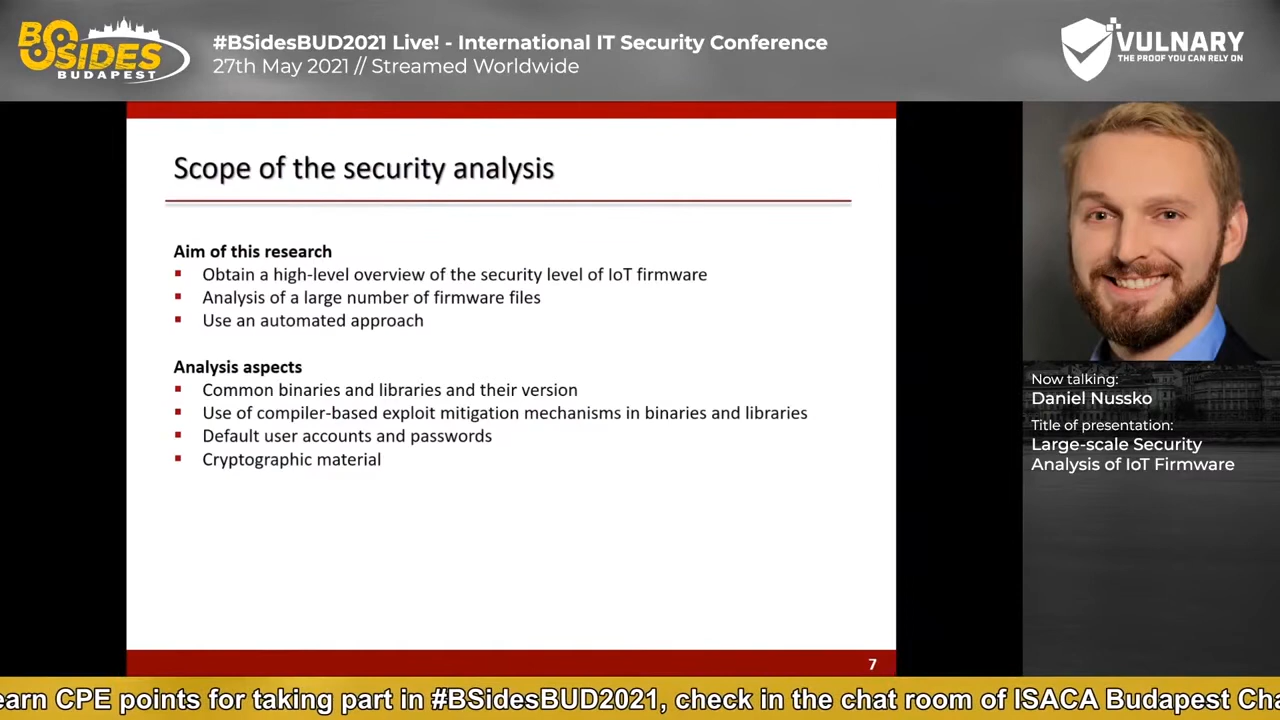 BSIDES
BUDAPEST
#BSidesBUD2021 Live! - International IT Security Conference
27th May 2021 // Streamed Worldwide
VULNARY
THE PROOF YOU CAN RELY ON
Scope of the security analysis
Aim of this research
▪ Obtain a high-level overview of the security level of IoT firmware
▪ Analysis of a large number of firmware files
▪ Use an automated approach
Analysis aspects
▪ Common binaries and libraries and their version
▪ Use of compiler-based exploit mitigation mechanisms in binaries and libraries
▪ Default user accounts and passwords
▪ Cryptographic material
7
Now talking:
Daniel Nussko
Title of presentation:
Large-scale Security
Analysis of IoT Firmware
earn CPE points for taking part in #BSidesBUD2021, check in the chat room of ISACA Budapest Cha